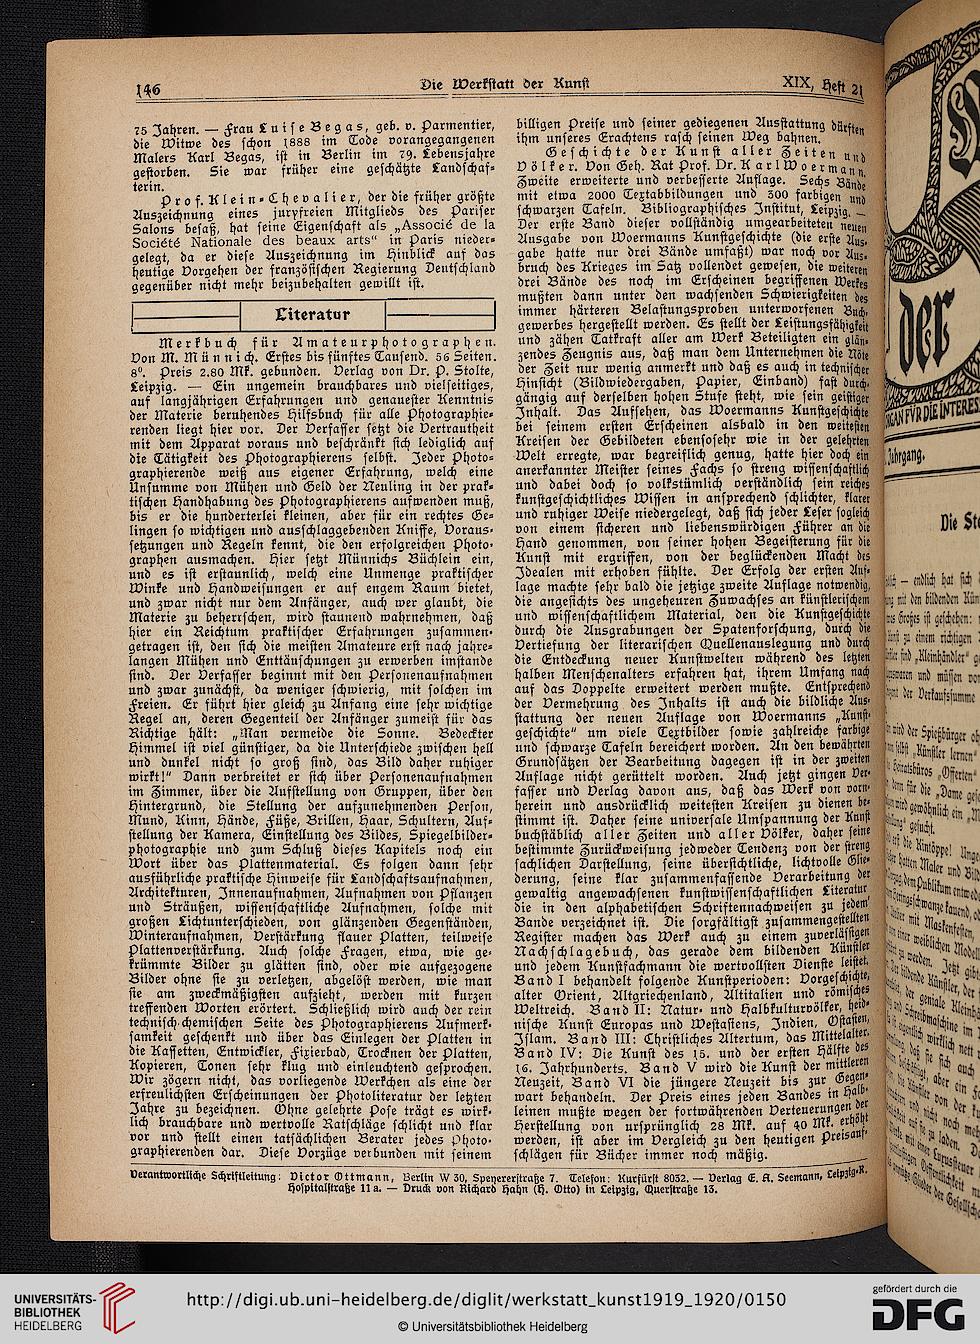 146
Die Werkstatt der Kunst
XIX, Heft 21
75 Jahren. — Frau Luise Begas, geb. v. Parmentier,
die Witwe des schon 1888 im Tode vorangegangenen
Malers Karl Begas, ist in Berlin im 79. Lebensjahre
gestorben. Sie war früher eine geschätzte Landschaf-
terin.
Prof. Klein-Chevalier, der die früher größte
Auszeichnung eines juryfreien Mitglieds des Pariser
Salons besaß, hat seine Eigenschaft als „Associé de la
Société Nationale des beaux arts“ in Paris nieder-
gelegt, da er diese Auszeichnung im Hinblick auf das
heutige Vorgehen der französischen Regierung Deutschland
gegenüber nicht mehr beizubehalten gewillt ist.
Literatur
Merkbuch für Amateurphotographen.
Von M. Münnich. Erstes bis fünftes Tausend. 56 Seiten.
8°. Preis 2.80 Mk. gebunden. Verlag von Dr. P. Stolte,
Leipzig. — Ein ungemein brauchbares und vielseitiges,
auf langjährigen Erfahrungen und genauester Kenntnis
der Materie beruhendes Hilfsbuch für alle Photographie-
renden liegt hier vor. Der Verfasser setzt die Vertrautheit
mit dem Apparat voraus und beschränkt sich lediglich auf
die Tätigkeit des Photographierens selbst. Jeder Photo-
graphierende weiß aus eigener Erfahrung, welch eine
Unsumme von Mühen und Geld der Neuling in der prak-
tischen Handhabung des Photographierens aufwenden muß,
bis er die hunderterlei kleinen, aber für ein rechtes Ge-
lingen so wichtigen und ausschlaggebenden Kniffe, Voraus-
setzungen und Regeln kennt, die den erfolgreichen Photo-
graphen ausmachen. Hier setzt Münnichs Büchlein ein,
und es ist erstaunlich, welch eine Unmenge praktischer
Winke und Handweisungen er auf engem Raum bietet,
und zwar nicht nur dem Anfänger, auch wer glaubt, die
Materie zu beherrschen, wird staunend wahrnehmen, daß
hier ein Reichtum praktischer Erfahrungen zusammen-
getragen ist, den sich die meisten Amateure erst nach jahre-
langen Mühen und Enttäuschungen zu erwerben imstande
sind. Der Verfasser beginnt mit den Personenaufnahmen
und zwar zunächst, da weniger schwierig, mit solchen im
Freien. Er führt hier gleich zu Anfang eine sehr wichtige
Regel an, deren Gegenteil der Anfänger zumeist für das
Richtige hält: „Man vermeide die Sonne. Bedeckter
Himmel ist viel günstiger, da die Unterschiede zwischen hell
und dunkel nicht so groß sind, das Bild daher ruhiger
wirkt!“ Dann verbreitet er sich über Personenaufnahmen
im Zimmer, über die Aufstellung von Gruppen, über den
Hintergrund, die Stellung der aufzunehmenden Person,
Mund, Kinn, Hände, Füße, Brillen, Haar, Schultern, Auf-
stellung der Kamera, Einstellung des Bildes, Spiegelbilder-
photographie und zum Schluß dieses Kapitels noch ein
Wort über das Plattenmaterial. Es folgen dann sehr
ausführliche praktische Hinweise für Landschaftsaufnahmen,
Architekturen, Innenaufnahmen, Aufnahmen von Pflanzen
und Sträußen, wissenschaftliche Aufnahmen, solche mit
großen Lichtunterschieden, von glänzenden Gegenständen,
Winteraufnahmen, Verstärkung flauer Platten, teilweise
Plattenverstärkung. Auch solche Fragen, etwa, wie ge-
krümmte Bilder zu glätten sind, oder wie aufgezogene
Bilder ohne sie zu verletzen, abgelöst werden, wie man
sie am zweckmäßigsten aufzieht, werden mit kurzen
treffenden Worten erörtert. Schließlich wird auch der rein
technisch-chemischen Seite des Photographierens Aufmerk-
samkeit geschenkt und über das Einlegen der Platten in
die Kassetten, Entwickler, Fixierbad, Trocknen der Platten,
Kopieren, Tonen sehr klug und einleuchtend gesprochen.
Wir zögern nicht, das vorliegende Werkchen als eine der
erfreulichsten Erscheinungen der Photoliteratur der letzten
Jahre zu bezeichnen. Ohne gelehrte Pose trägt es wirk-
lich brauchbare und wertvolle Ratschläge schlicht und klar
vor und stellt einen tatsächlichen Berater jedes Photo-
graphierenden dar. Diese Vorzüge verbunden mit seinem
billigen Preise und seiner gediegenen Ausstattung dürften
ihm unseres Erachtens rasch seinen Weg bahnen.
Geschichte der Kunst aller Zeiten und
Völker. Von Geh. Rat Prof. Dr. Karl Woermann.
Zweite erweiterte und verbesserte Auflage. Sechs Bände
mit etwa 2000 Textabbildungen und 300 farbigen und
schwarzen Tafeln. Bibliographisches Institut, Leipzig. —
Der erste Band dieser vollständig umgearbeiteten neuen
Ausgabe von Woermanns Kunstgeschichte (die erste Aus-
gabe hatte nur drei Bände umfaßt) war noch vor Aus-
bruch des Krieges im Satz vollendet gewesen, die weiteren
drei Bände des noch im Erscheinen begriffenen Werkes
mußten dann unter den wachsenden Schwierigkeiten des
immer härteren Belastungsproben unterworfenen Buch-
gewerbes hergestellt werden. Es stellt der Leistungsfähigkeit
und zähen Tatkraft aller am Werk Beteiligten ein glän-
zendes Zeugnis aus, daß man dem Unternehmen die Nöte
der Zeit nur wenig anmerkt und daß es auch in technischer
Hinsicht (Bildwiedergaben, Papier, Einband) fast durch-
gängig auf derselben hohen Stufe steht, wie sein geistiger
Inhalt. Das Aufsehen, das Woermanns Kunstgeschichte
bei seinem ersten Erscheinen alsbald in den weitesten
Kreisen der Gebildeten ebensosehr wie in der gelehrten
Welt erregte, war begreiflich genug, hatte hier doch ein
anerkannter Meister seines Fachs so streng wissenschaftlich
und dabei doch so volkstümlich verständlich sein reiches
kunstgeschichtliches Wissen in ansprechend schlichter, klarer
und ruhiger Weise niedergelegt, daß sich jeder Leser sogleich
von einem sicheren und liebenswürdigen Führer an die
Hand genommen, von seiner hohen Begeisterung für die
Kunst mit ergriffen, von der beglückenden Macht des
Idealen mit erhoben fühlte. Der Erfolg der ersten Auf-
lage machte sehr bald die jetzige zweite Auflage notwendig,
die angesichts des ungeheuren Zuwachses an künstlerischem
und wissenschaftlichem Material, den die Kunstgeschichte
durch die Ausgrabungen der Spatenforschung, durch die
Vertiefung der literarischen Quellenauslegung und durch
die Entdeckung neuer Kunstwelten während des letzten
halben Menschenalters erfahren hat, ihrem Umfang nach
auf das Doppelte erweitert werden mußte. Entsprechend
der Vermehrung des Inhalts ist auch die bildliche Aus-
stattung der neuen Auflage von Woermanns „Kunst-
geschichte“ um viele Textbilder sowie zahlreiche farbige
und schwarze Tafeln bereichert worden. An den bewährten
Grundsätzen der Bearbeitung dagegen ist in der zweiten
Auflage nicht gerüttelt worden. Auch jetzt gingen Ver-
fasser und Verlag davon aus, daß das Werk von vorn-
herein und ausdrücklich weitesten Kreisen zu dienen be-
stimmt ist. Daher seine universale Umspannung der Kunst
buchstäblich aller Zeiten und aller Völker, daher seine
bestimmte Zurückweisung jedweder Tendenz von der streng
sachlichen Darstellung, seine übersichtliche, lichtvolle Glie-
derung, seine klar zusammenfassende Verarbeitung der
gewaltig angewachsenen kunstwissenschaftlichen Literatur
die in den alphabetischen Schriftennachweisen zu jedem
Bande verzeichnet ist. Die sorgfältigst zusammengestellten
Register machen das Werk auch zu einem zuverlässigen
Nachschlagebuch, das gerade dem bildenden Künstler
und jedem Kunstfachmann die wertvollsten Dienste leistet.
Band I behandelt folgende Kunstperioden: Vorgeschichte,
alter Orient, Altgriechenland, Altitalien und römisches
Weltreich. Band II: Natur- und Halbkulturvölker, heid-
nische Kunst Europas und Westasiens, Indien, Ostasien,
Islam. Band III: Christliches Altertum, das Mittelalter.
Band IV: Die Kunst des 15. und der ersten Hälfte des
16. Jahrhunderts. Band V wird die Kunst der mittleren
Neuzeit, Band VI die jüngere Neuzeit bis zur Gegen-
wart behandeln. Der Preis eines jeden Bandes in Halb-
leinen mußte wegen der fortwährenden Verteuerungen der
Herstellung von ursprünglich 28 Mk. auf 40 Mk. erhöht
werden, ist aber im Vergleich zu den heutigen Preisauf-
schlägen für Bücher immer noch mäßig.
Verantwortliche Schriftleitung: Victor Ottmann, Berlin W 30, Speyererstraße 7. Telefon: Kurfürst 8032. — Verlag E. A. Seemann, Leipzig-R.
Hospitalstraße 11 a. — Druck von Richard Hahn (H. Otto) in Leipzig, Querstraße 13.
der
Jahrgang.
UNIVERSITÄTS-
BIBLIOTHEK
HEIDELBERG
http://digi.ub.uni-heidelberg.de/diglit/werkstatt_kunst1919_1920/0150
© Universitätsbibliothek Heidelberg
gefördert durch die
DFG